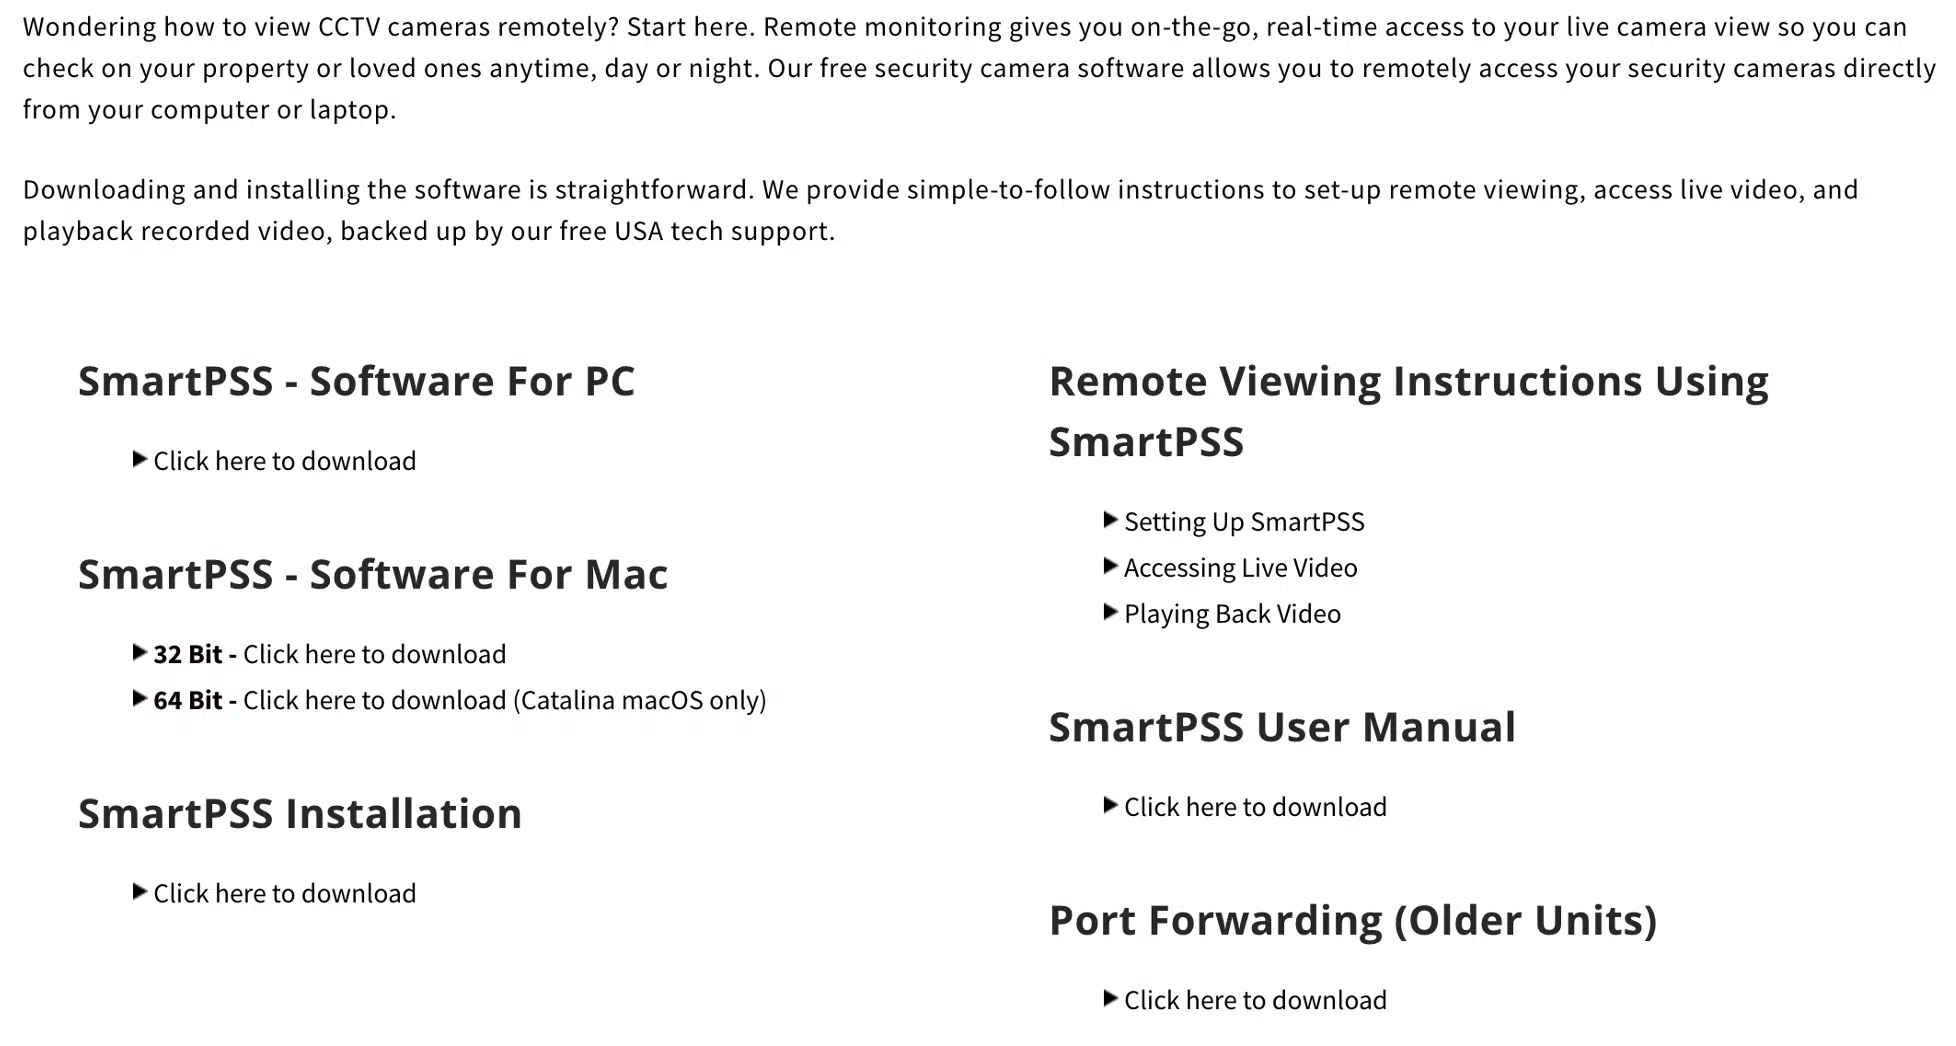 Wondering how to view CCTV cameras remotely? Start here. Remote monitoring gives you on-the-go, real-time access to your live camera view so you can
check on your property or loved ones anytime, day or night. Our free security camera software allows you to remotely access your security cameras directly
from your computer or laptop.
Downloading and installing the software is straightforward. We provide simple-to-follow instructions to set-up remote viewing, access live video, and
playback recorded video, backed up by our free USA tech support.
SmartPSS - Software For PC
Click here to download
SmartPSS - Software For Mac
32 Bit - Click here to download
64 Bit - Click here to download (Catalina macOS only)
SmartPSS Installation
Click here to download
Remote Viewing Instructions Using
SmartPSS
Setting Up SmartPSS
Accessing Live Video
Playing Back Video
SmartPSS User Manual
Click here to download
Port Forwarding (Older Units)
Click here to download